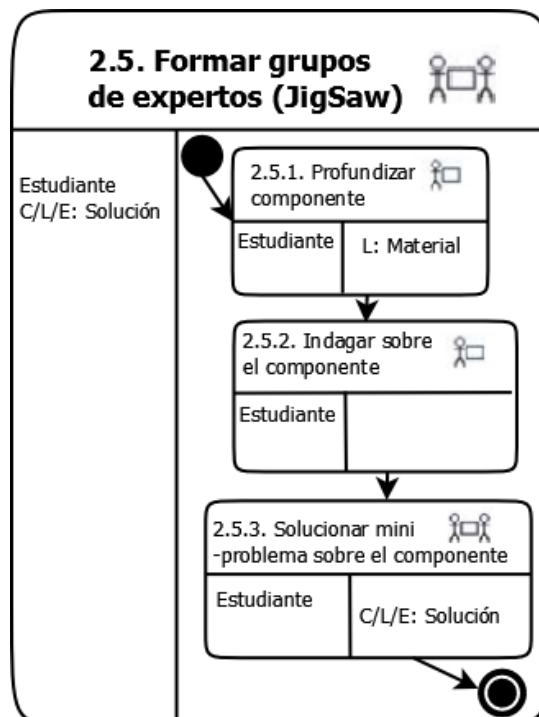 2.5. Formar grupos
de expertos (JigSaw)
Estudiante
C/L/E: Solución
2.5.1. Profundizar
componente
Estudiante
L: Material
2.5.2. Indagar sobre
el componente
Estudiante
2.5.3. Solucionar mini
-problema sobre el componente
Estudiante
C/L/E: Solución